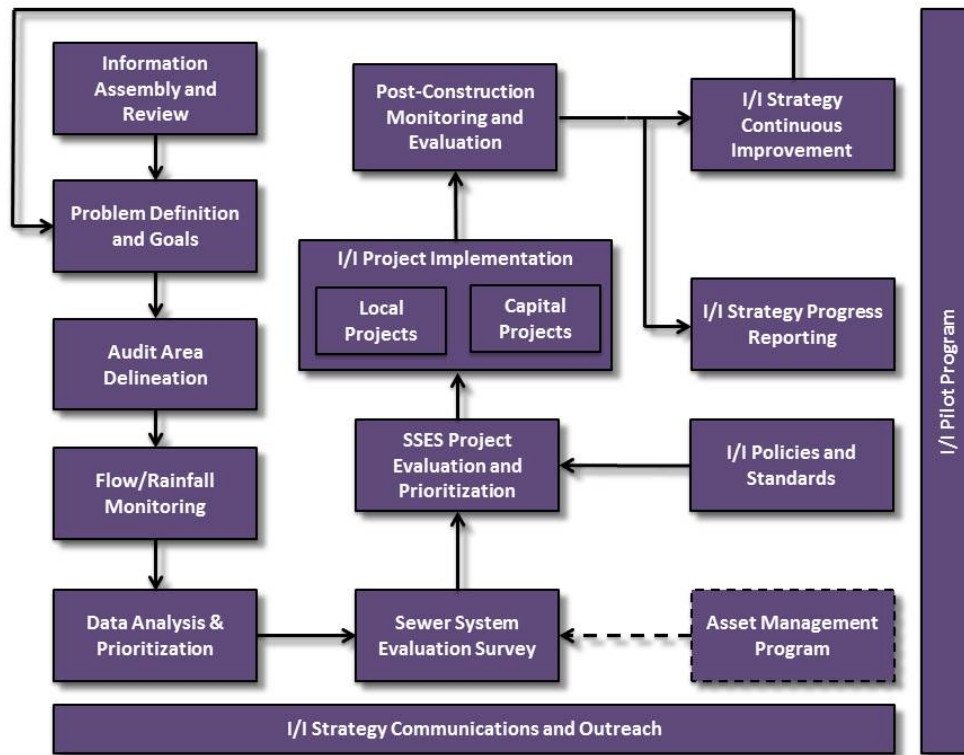 Information
Assembly and
Review
Problem Definition
and Goals
Audit Area
Delineation
Flow/Rainfall
Monitoring
Data Analysis &
Prioritization
Post-Construction
Monitoring and
Evaluation
I/I Project Implementation
Local
Projects
Capital
Projects
SSES Project
Evaluation and
Prioritization
Sewer System
Evaluation Survey
I/I Strategy
Continuous
Improvement
I/I Strategy Progress
Reporting
I/I Policies and
Standards
Asset Management
Program
I/I Strategy Communications and Outreach
I/I Pilot Program